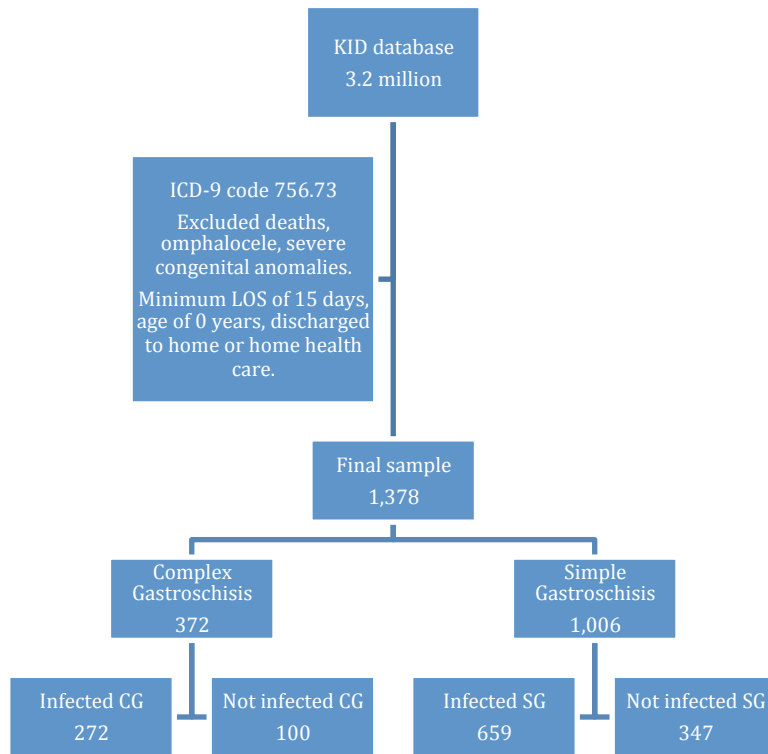 KID database
3.2 million
ICD-9 code 756.73
Excluded deaths,
omphalocele, severe
congenital anomalies.
Minimum LOS of 15 days,
age of 0 years, discharged
to home or home health
care.
Final sample
1,378
Complex
Gastroschisis
372
Simple
Gastroschisis
1,006
Infected CG
272
Not infected CG
100
Infected SG
659
Not infected SG
347